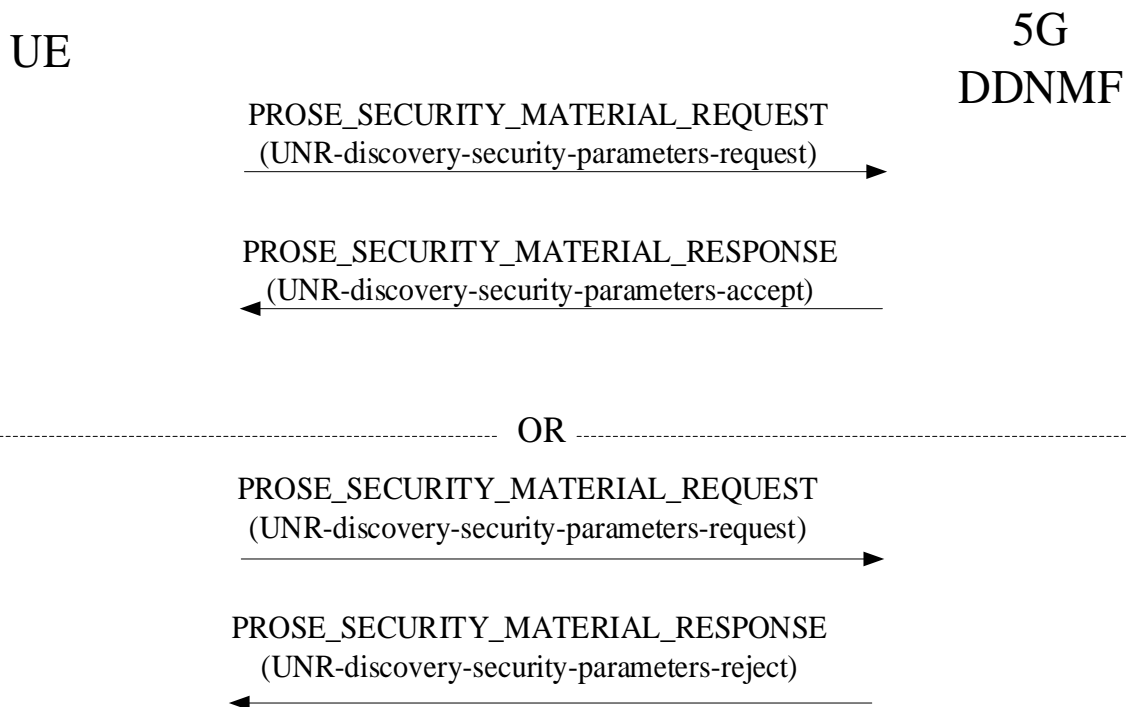 UE
5G
DDNMF
PROSE_SECURITY_MATERIAL_REQUEST
(UNR-discovery-security-parameters-request)
PROSE_SECURITY_MATERIAL_RESPONSE
(UNR-discovery-security-parameters-accept)
OR
PROSE_SECURITY_MATERIAL_REQUEST
(UNR-discovery-security-parameters-request)
PROSE_SECURITY_MATERIAL_RESPONSE
(UNR-discovery-security-parameters-reject)